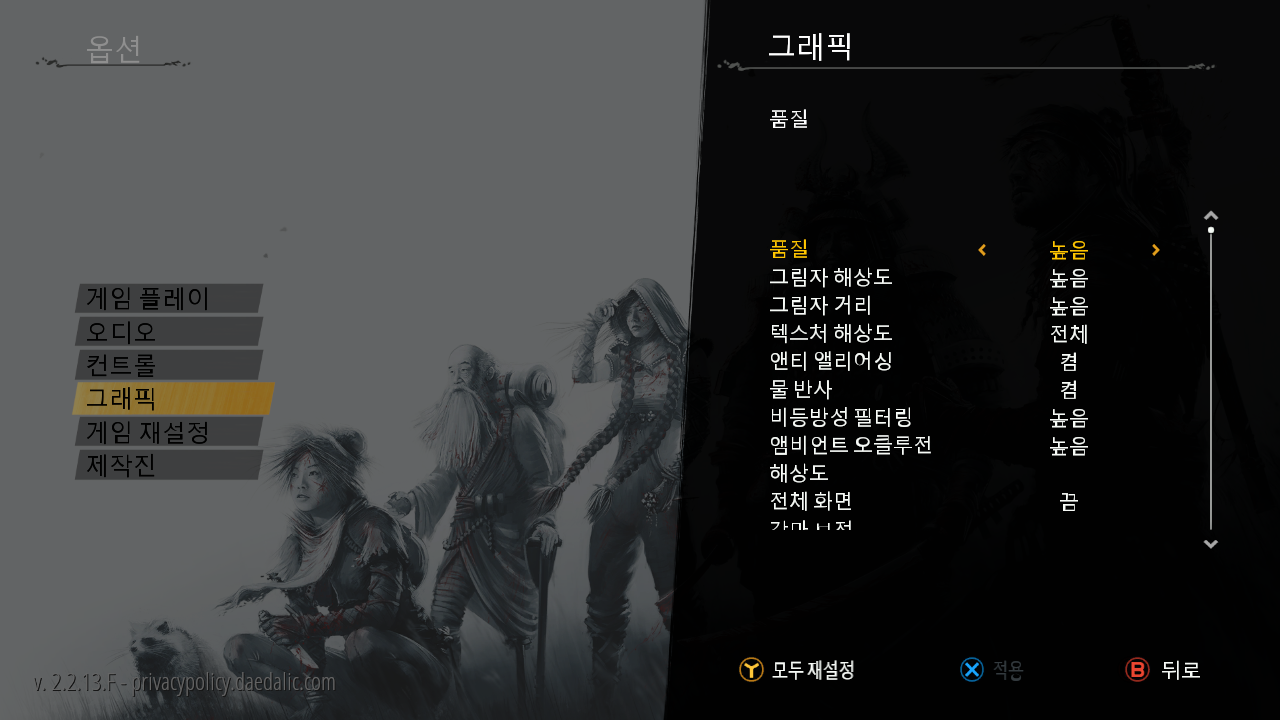 옵션
게임 플레이
오디오
컨트롤
그래픽
게임 재설정
제작진
v. 2.2.13.F - privacypolicy.daedalic.com
그래픽
품질
품질 높음
그림자 해상도 높음
그림자 거리 높음
텍스처 해상도 전체
앤티 앨리어싱 켬
물 반사 켬
비등방성 필터링 높음
앰비언트 오클루전 높음
해상도
전체 화면 끔
Y 모두 재설정
X 적용
B 뒤로